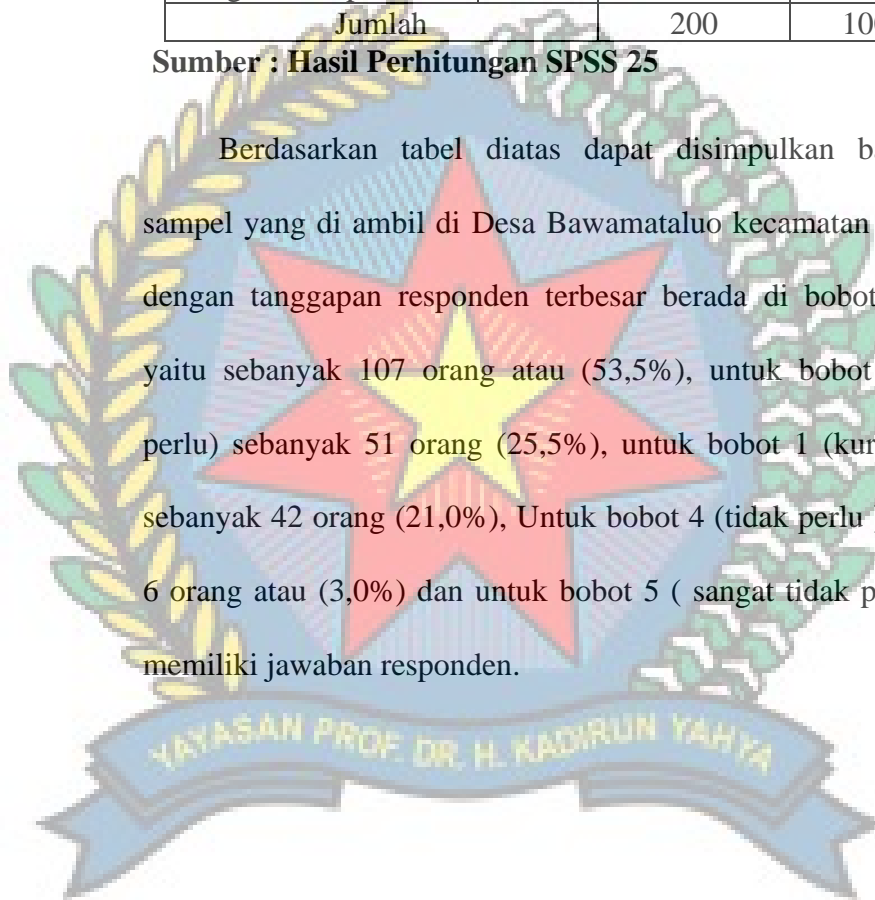 Jumlah 200
Sumber : Hasil Perhitungan SPSS 25
Berdasarkan tabel diatas dapat disimpulkan
sampel yang di ambil di Desa Bawamataluo kecamatan
dengan tanggapan responden terbesar berada di bobot
yaitu sebanyak 107 orang atau (53,5%), untuk bobot
perlu) sebanyak 51 orang (25,5%), untuk bobot 1 (kur
sebanyak 42 orang (21,0%), Untuk bobot 4 (tidak perlu
6 orang atau (3,0%) dan untuk bobot 5 ( sangat tidak p
memiliki jawaban responden.
YAYASAN PROF. DR. H. KADIRUN YAHYA